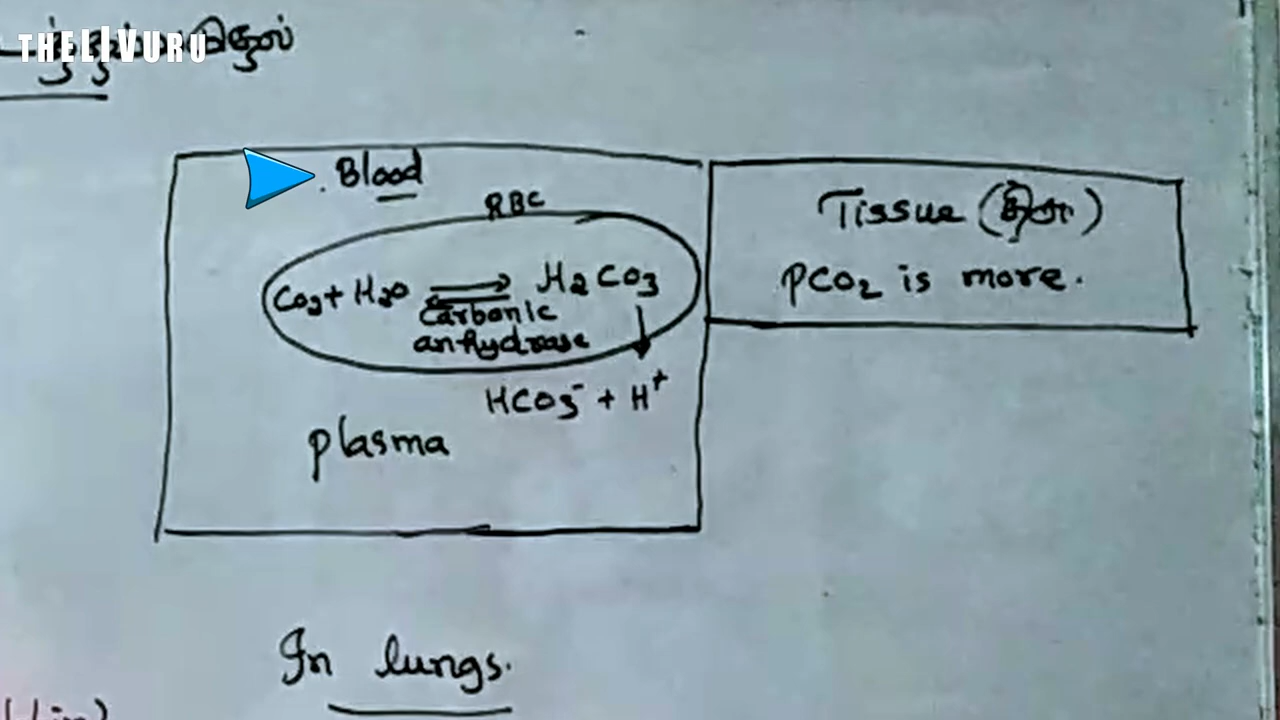 THELIVURU
Blood
RBC
CO2 + H2O ⇌ H2CO3
Carbonic
anhydrase
HCO3⁻ + H⁺
plasma
Tissue (திசு)
pCO2 is more.
In lungs.